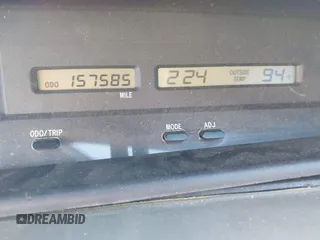 ODO 157585
MILE
2:24 OUTSIDE TEMP 94°F
ODO/TRIP
MODE ADJ
DREAMBID